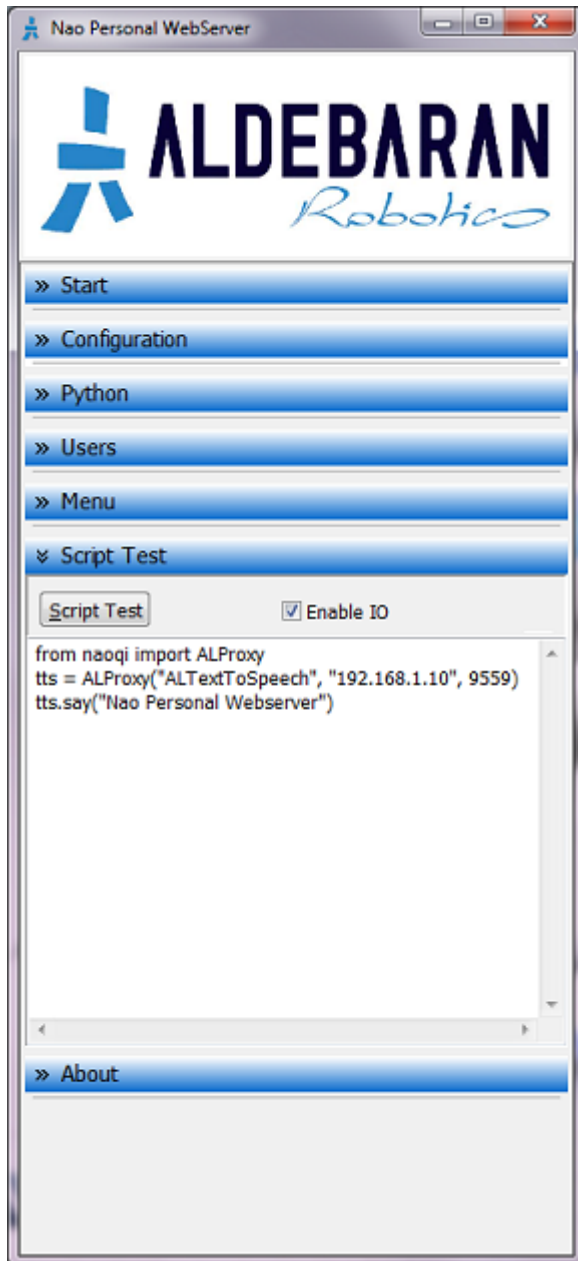 Nao Personal WebServer
ALDEBARAN
Robotics
» Start
» Configuration
» Python
» Users
» Menu
Script Test
Script Test Enable IO
from naoqi import ALProxy
tts = ALProxy("ALTextToSpeech", "192.168.1.10", 9559)
tts.say("Nao Personal Webserver")
» About